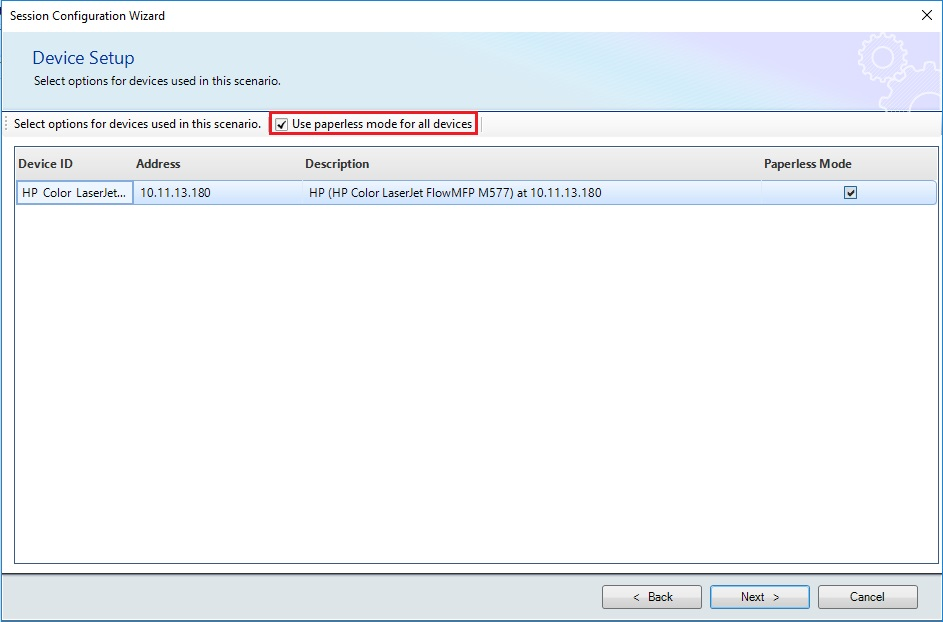 Session Configuration Wizard
Device Setup
Select options for devices used in this scenario.
Select options for devices used in this scenario. Use paperless mode for all devices
Device ID Address Description Paperless Mode
HP Color LaserJet... 10.11.13.180 HP (HP Color LaserJet FlowMFP M577) at 10.11.13.180
< Back Next > Cancel